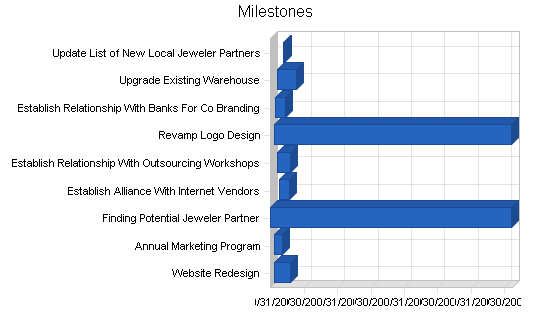 Milestones
Update List of New Local Jeweler Partners
Upgrade Existing Warehouse
Establish Relationship With Banks For Co Branding
Revamp Logo Design
Establish Relationship With Outsourcing Workshops
Establish Alliance With Internet Vendors
Finding Potential Jeweler Partner
Annual Marketing Program
Website Redesign